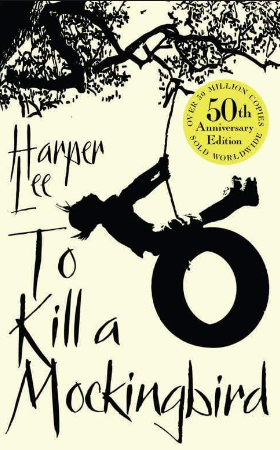 Harper
Lee
To
Kill a
Mockingbird
OVER 30 MILLION COPIES
50th
Anniversary
Edition
SOLD WORLDWIDE